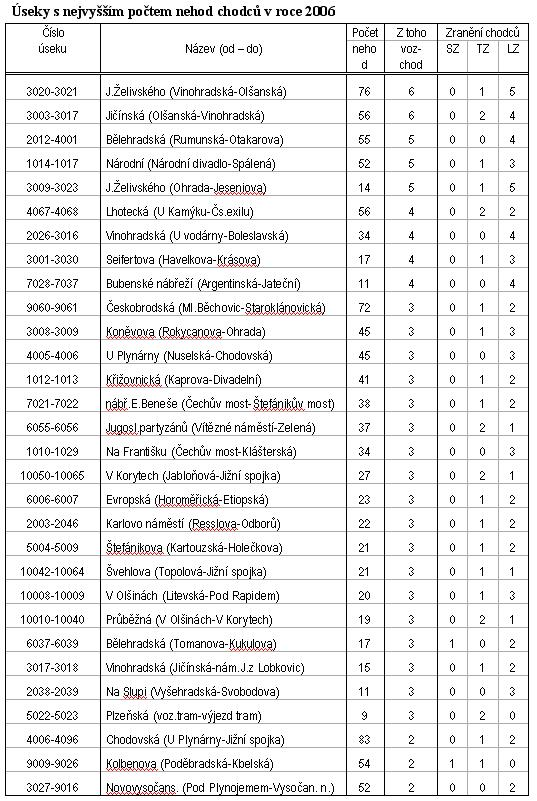 Úseky s nejvyšším počtem nehod chodců v roce 2006
Číslo úseku Název (od – do) Počet nehod Z toho voz-chod Zranění chodců
SZ TZ LZ
3020-3021 J.Želivského (Vinohradská-Olšanská) 76 6 0 1 5
3003-3017 Jičínská (Olšanská-Vinohradská) 56 6 0 2 4
2012-4001 Bělehradská (Rumunská-Otakarova) 55 5 0 0 4
1014-1017 Národní (Národní divadlo-Spálená) 52 5 0 1 3
3009-3023 J.Želivského (Ohrada-Jeseniova) 14 5 0 1 5
4067-4068 Lhotecká (U Kamýku-Čs.exilu) 56 4 0 2 2
2026-3016 Vinohradská (U vodárny-Boleslavská) 34 4 0 0 4
3001-3030 Seifertova (Havelkova-Krásova) 17 4 0 1 3
7028-7037 Bubenské nábřeží (Argentinská-Jateční) 11 4 0 0 4
9060-9061 Českobrodská (Ml.Běchovic-Staroklánovická) 72 3 0 1 2
3008-3009 Koněvova (Rokycanova-Ohrada) 45 3 0 1 3
4005-4006 U Plynárny (Nuselská-Chodovská) 45 3 0 0 3
1012-1013 Křižovnická (Kaprova-Divadelní) 41 3 0 1 2
7021-7022 nábř.E.Beneše (Čechův most-Štefánikův most) 38 3 0 1 2
6055-6056 Jugosl.partyzánů (Vítězné náměstí-Zelená) 37 3 0 2 1
1010-1029 Na Františku (Čechův most-Klášterská) 34 3 0 0 3
10050-10065 V Korytech (Jabloňová-Jižní spojka) 27 3 0 2 1
6006-6007 Evropská (Horoměřická-Etiopská) 23 3 0 1 2
2003-2046 Karlovo náměstí (Resslova-Odborů) 22 3 0 1 2
5004-5009 Štefánikova (Kartouzská-Holečkova) 21 3 0 1 2
10042-10064 Švehlova (Topolová-Jižní spojka) 21 3 0 1 1
10008-10009 V Olšinách (Litevská-Pod Rapidem) 20 3 0 1 3
10010-10040 Průběžná (V Olšinách-V Korytech) 19 3 0 2 1
6037-6039 Bělehradská (Tomanova-Kukulova) 17 3 1 0 2
3017-3018 Vinohradská (Jičínská-nám.J.z Lobkovic) 15 3 0 1 2
2038-2039 Na Slupi (Vyšehradská-Svobodova) 11 3 0 0 3
5022-5023 Plzeňská (voz.tram-výjezd tram) 9 3 0 2 0
4006-4096 Chodovská (U Plynárny-Jižní spojka) 83 2 0 1 2
9009-9026 Kolbenova (Poděbradská-Kbelská) 54 2 1 1 0
3027-9016 Novovysočans. (Pod Plynojemem-Vysočan. n.) 52 2 0 0 2